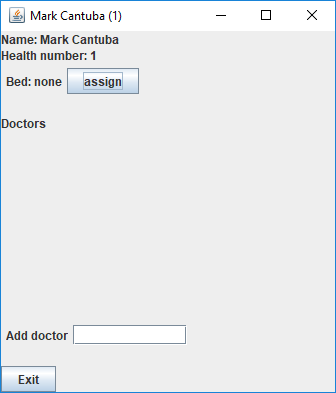 Mark Cantuba (1)
Name: Mark Cantuba
Health number: 1
Bed: none assign
Doctors
Add doctor
Exit